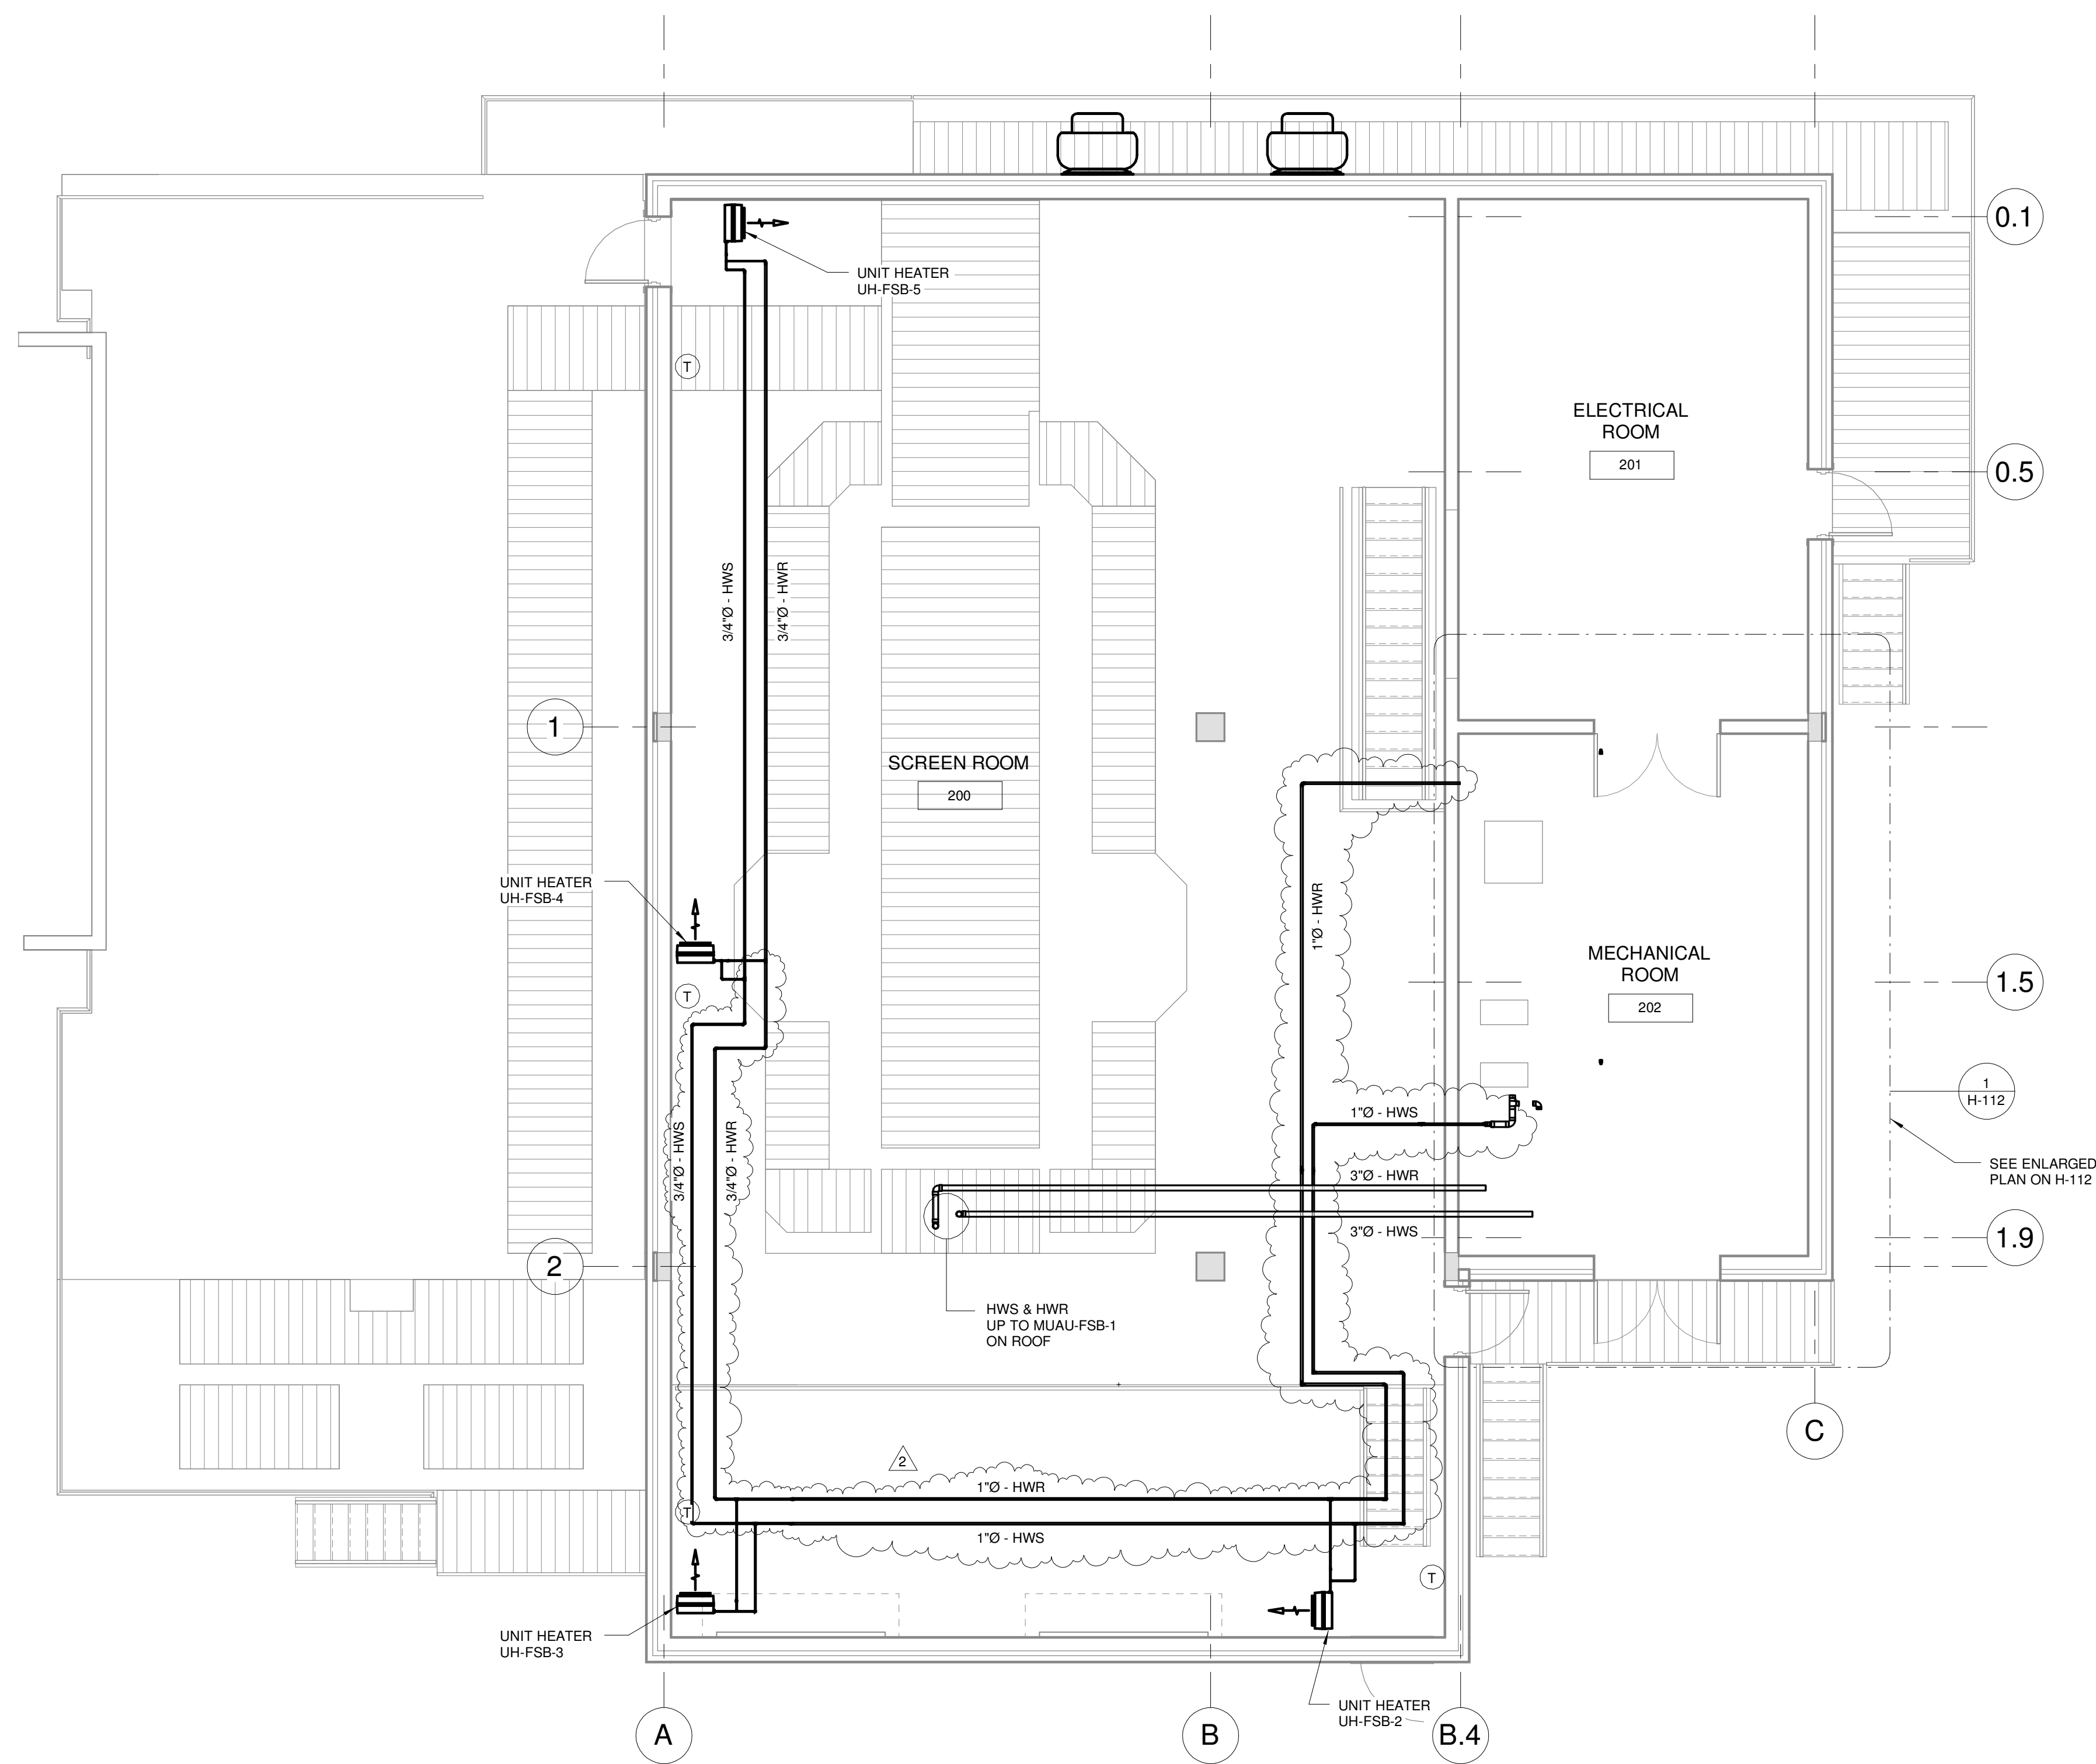 0.1
UNIT HEATER
UH-FSB-5
T
ELECTRICAL
ROOM
201
0.5
3/4"Ø - HWS
3/4"Ø - HWR
1
SCREEN ROOM
200
UNIT HEATER
UH-FSB-4
1"Ø - HWR
MECHANICAL
ROOM
202
T
1.5
1
H-112
1"Ø - HWS
3/4"Ø - HWS
3/4"Ø - HWR
3"Ø - HWR
SEE ENLARGED
PLAN ON H-112
3"Ø - HWS
1.9
2
HWS & HWR
UP TO MUAU-FSB-1
ON ROOF
C
2
1"Ø - HWR
T
1"Ø - HWS
T
UNIT HEATER
UH-FSB-3
UNIT HEATER
UH-FSB-2
A
B
B.4